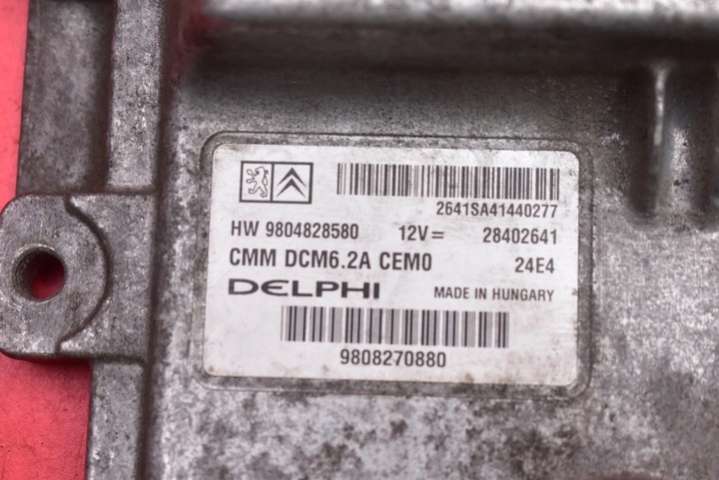 2641SA41440277
HW 9804828580 12V = 28402641
CMM DCM6.2A CEM0 24E4
DELPHI MADE IN HUNGARY
9808270880